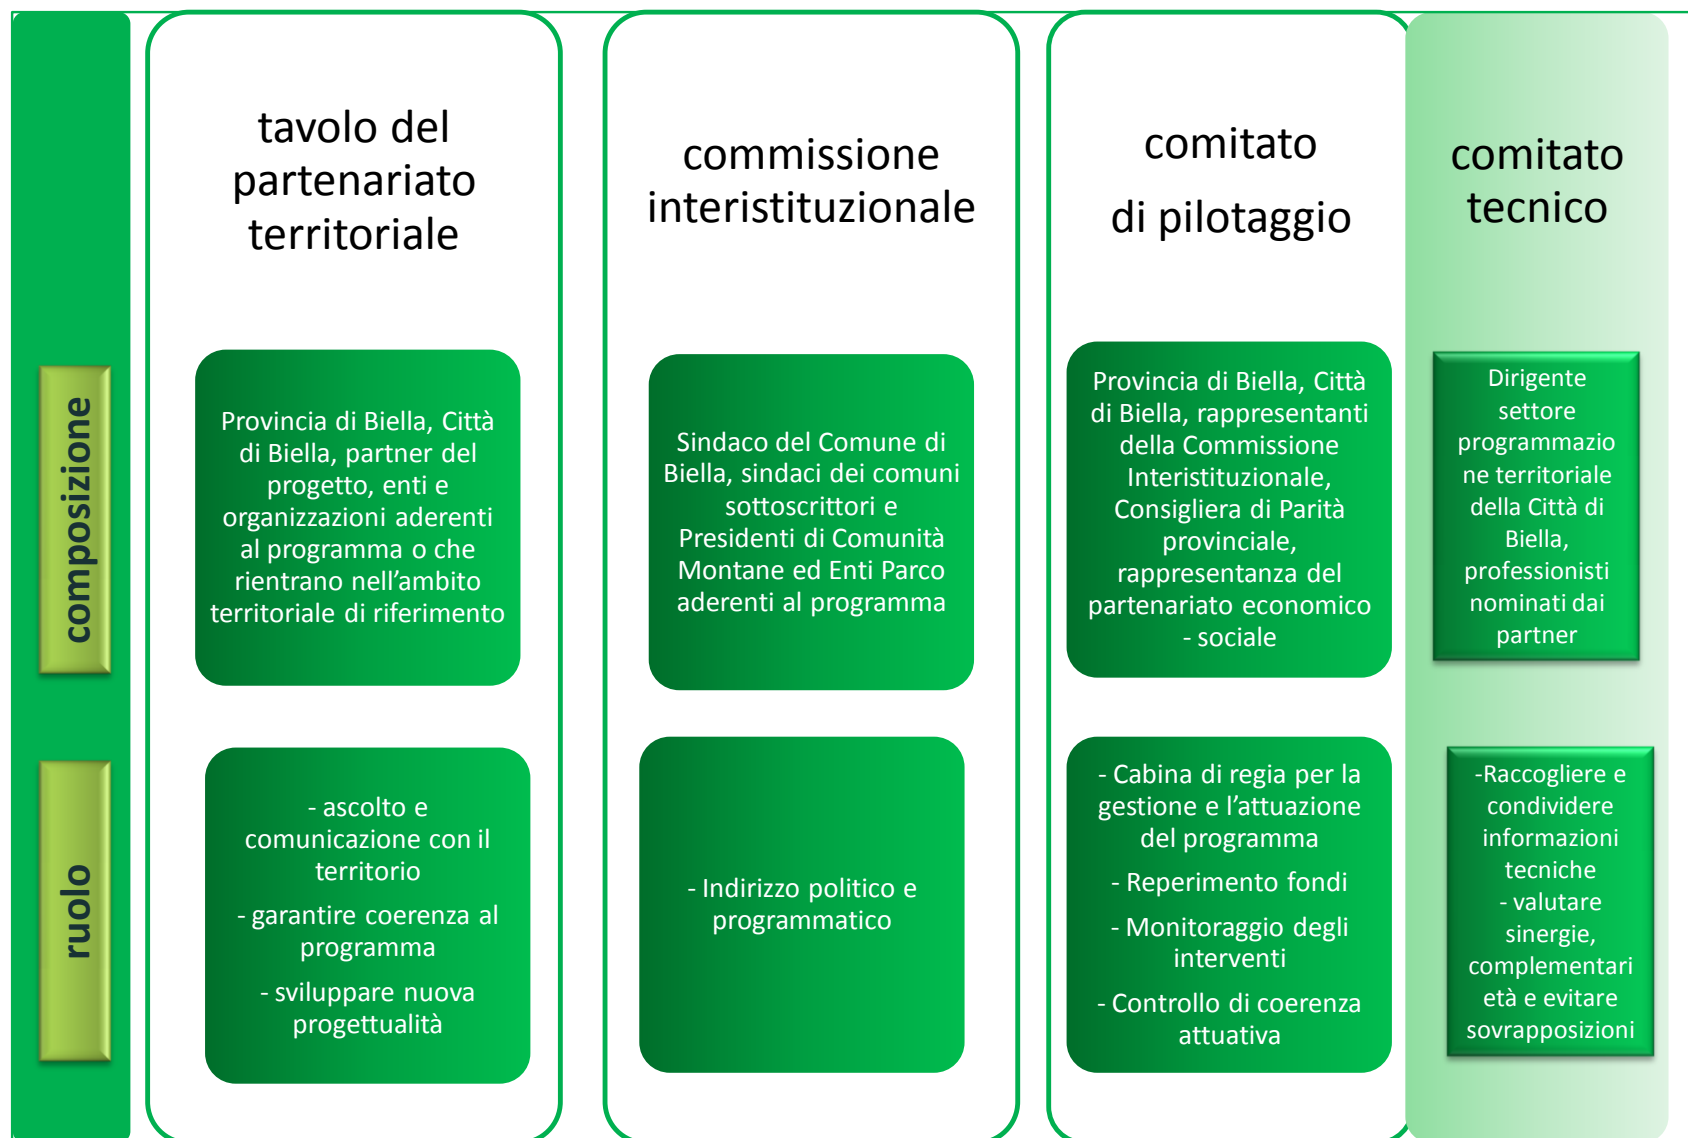 tavolo del
partenariato
territoriale
commissione
interistituzionale
comitato
di pilotaggio
comitato
tecnico
composizione
Provincia di Biella, Città
di Biella, partner del
progetto, enti e
organizzazioni aderenti
al programma o che
rientrano nell’ambito
territoriale di riferimento
Sindaco del Comune di
Biella, sindaci dei comuni
sottoscrittori e
Presidenti di Comunità
Montane ed Enti Parco
aderenti al programma
Provincia di Biella, Città
di Biella, rappresentanti
della Commissione
Interistituzionale,
Consigliera di Parità
provinciale,
rappresentanza del
partenariato economico
- sociale
Dirigente
settore
programmazio
ne territoriale
della Città di
Biella,
professionisti
nominati dai
partner
ruolo
- ascolto e
comunicazione con il
territorio
- garantire coerenza al
programma
- sviluppare nuova
progettualità
- Indirizzo politico e
programmatico
- Cabina di regia per la
gestione e l’attuazione
del programma
- Reperimento fondi
- Monitoraggio degli
interventi
- Controllo di coerenza
attuativa
-Raccogliere e
condividere
informazioni
tecniche
- valutare
sinergie,
complementari
età e evitare
sovrapposizioni